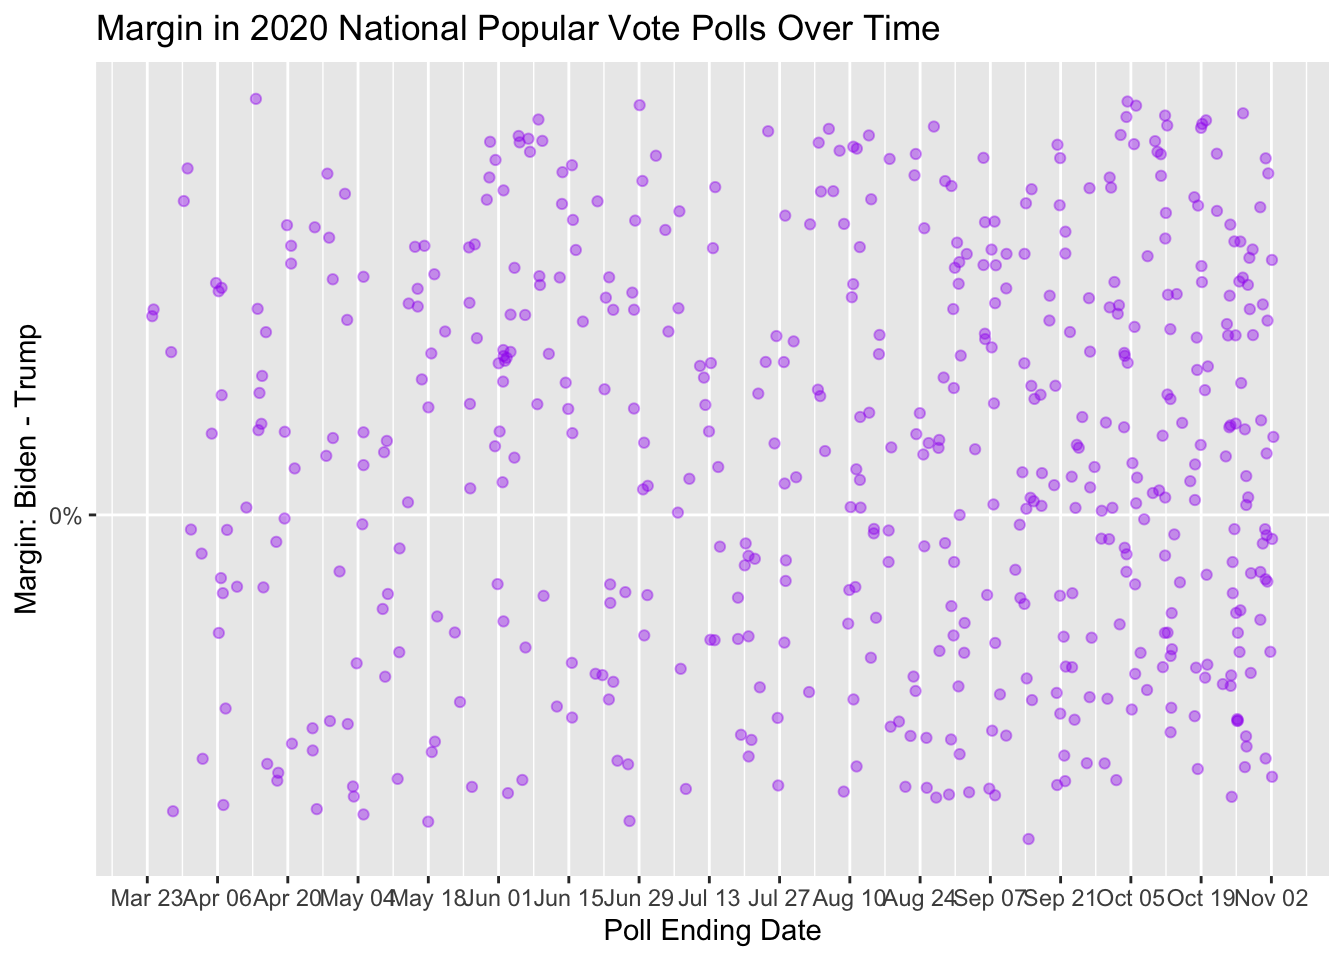 Margin in 2020 National Popular Vote Polls Over Time
Margin: Biden - Trump
0%
Mar 23 Apr 06 Apr 20 May 04 May 18 Jun 01 Jun 15 Jun 29 Jul 13 Jul 27 Aug 10 Aug 24 Sep 07 Sep 21 Oct 05 Oct 19 Nov 02
Poll Ending Date